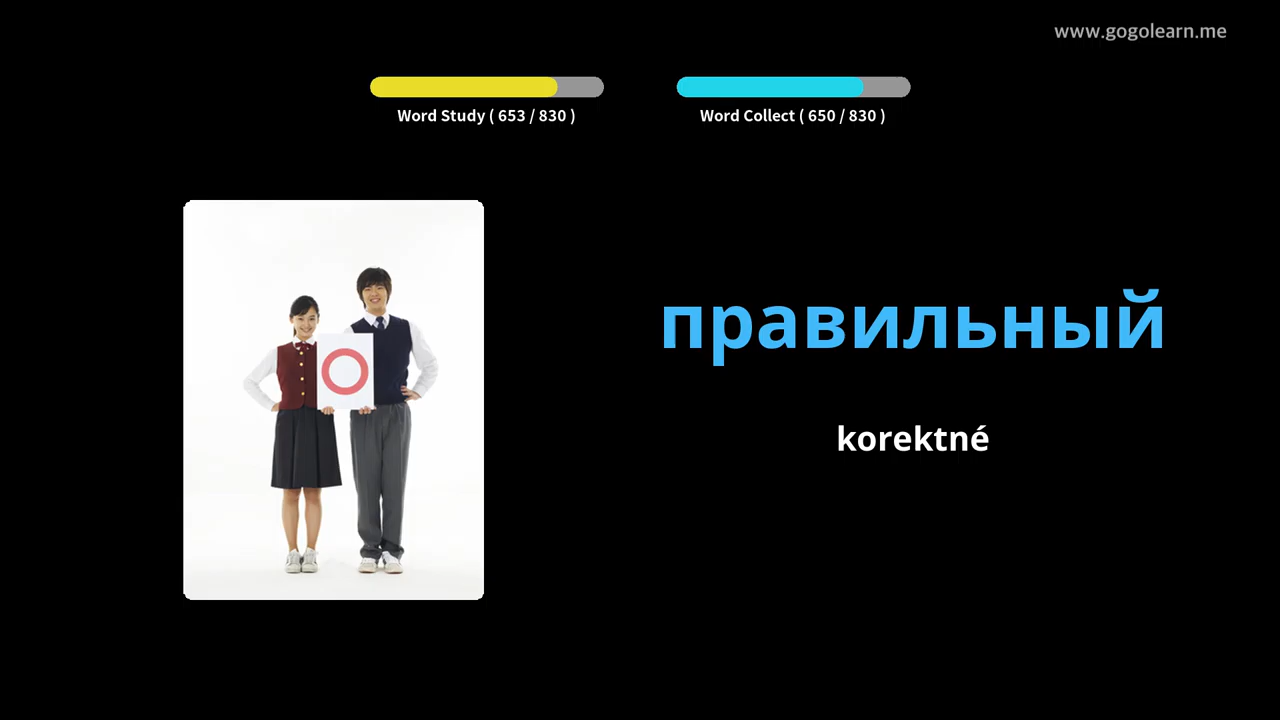 www.gogolearn.me
Word Study ( 653 / 830 )
Word Collect ( 650 / 830 )
правильный
korektné